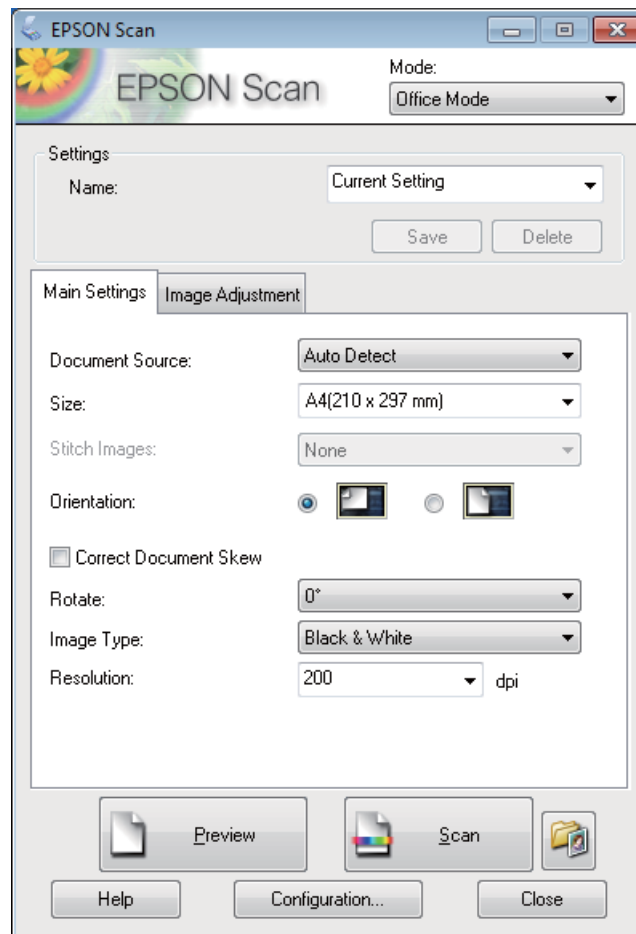 EPSON Scan
EPSON Scan
Mode:
Office Mode
Settings
Name:
Current Setting
Save
Delete
Main Settings
Image Adjustment
Document Source:
Auto Detect
Size:
A4(210 x 297 mm)
Stitch Images:
None
Orientation:
Correct Document Skew
Rotate:
0°
Image Type:
Black & White
Resolution:
200
dpi
Preview
Scan
Help
Configuration...
Close